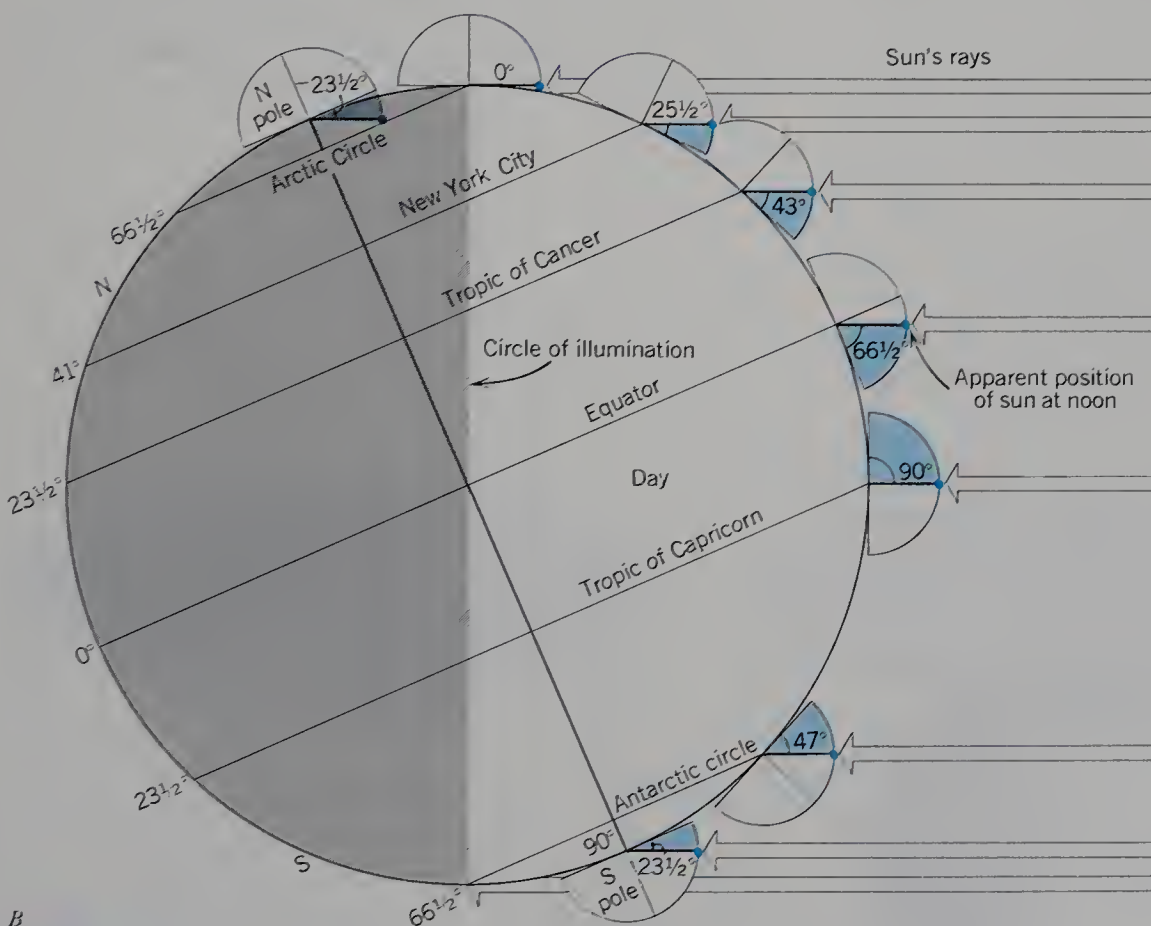 Sun's rays
N
pole
23½°
0°
25½°
43°
66½°
Apparent position
of sun at noon
90°
47°
23½°
Arctic Circle
New York City
Tropic of Cancer
Circle of illumination
Equator
Day
Tropic of Capricorn
Antarctic circle
90°
S
pole
66½°
N
41°
23½°
0°
23½°
S
66½°
B